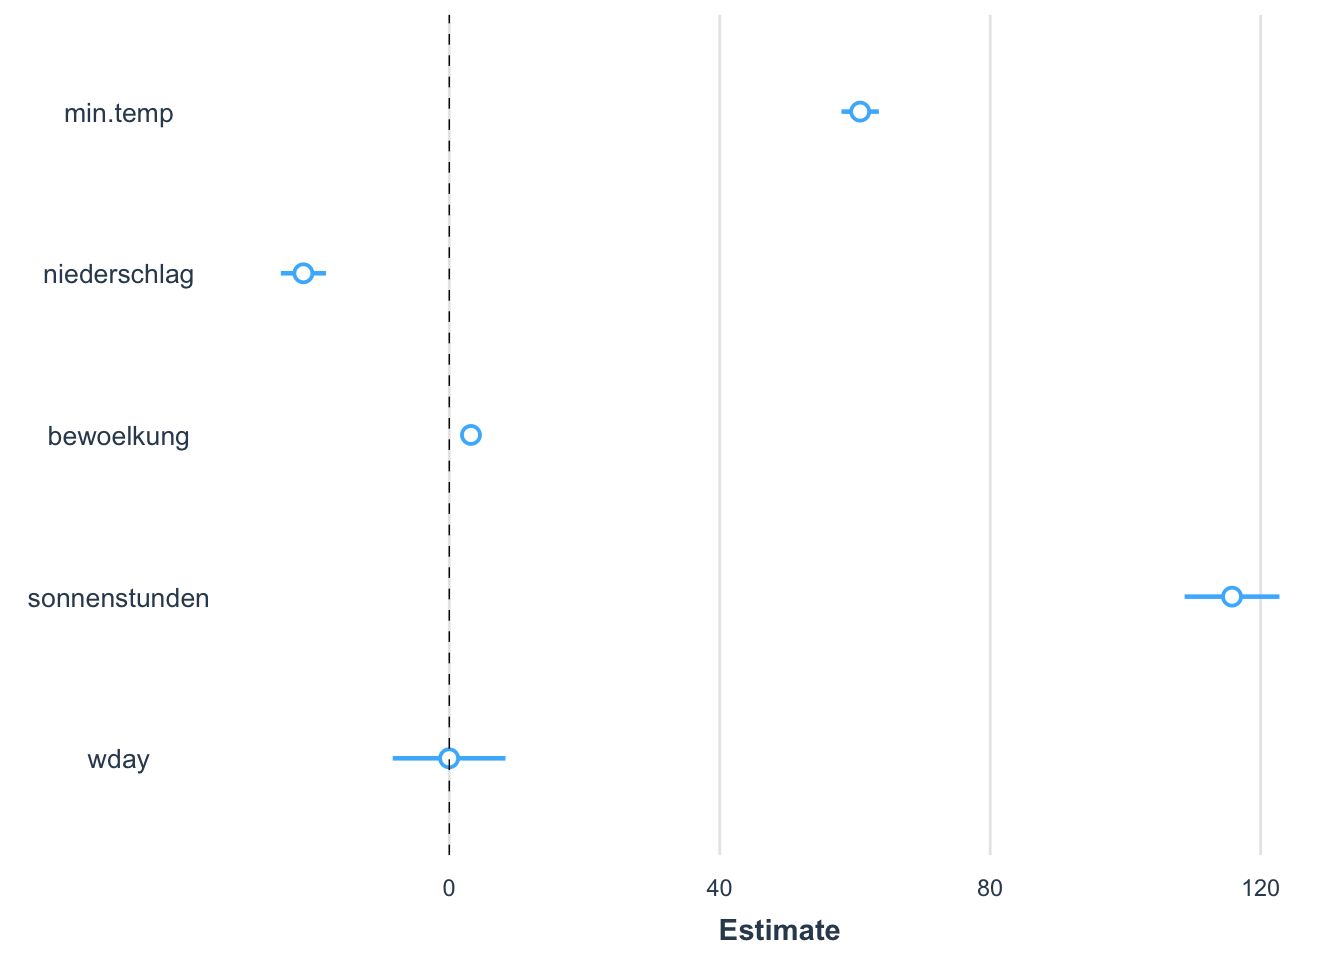 min.temp
niederschlag
bewoelkung
sonnenstunden
wday
0 40 80 120
Estimate